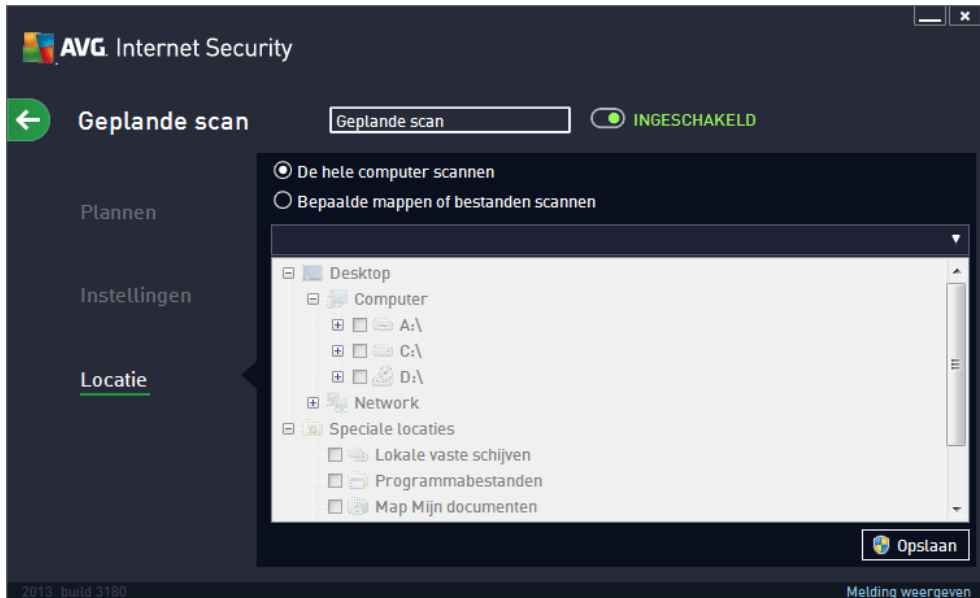 AVG. Internet Security
Geplande scan
Geplande scan
INGESCHAKELD
Plannen
Instellingen
Locatie
De hele computer scannen
Bepaalde mappen of bestanden scannen
Desktop
Computer
A:\
C:\
D:\
Network
Speciale locaties
Lokale vaste schijven
Programmabestanden
Map Mijn documenten
Opslaan
2013 build 3180
Melding weergeven